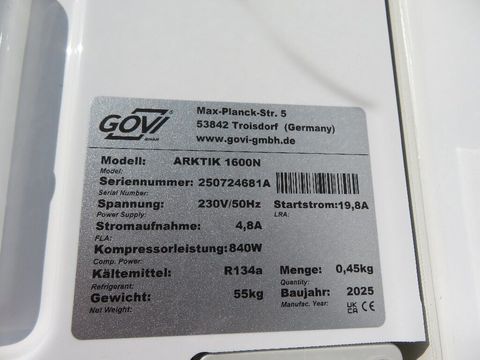 GOVI
GMBH
Max-Planck-Str. 5
53842 Troisdorf (Germany)
www.govi-gmbh.de
Modell: ARKTIK 1600N
Model:
Seriennummer: 250724681A
Serial Number:
Spannung: 230V/50Hz Startstrom:19,8A
Power Supply: LRA:
Stromaufnahme: 4,8A
FLA:
Kompressorleistung: 840W
Comp. Power:
Kältemittel: R134a Menge: 0,45kg
Refrigerant: Quantity:
Gewicht: 55kg Baujahr: 2025
Net Weight: Manufac. Year: UK CA CE